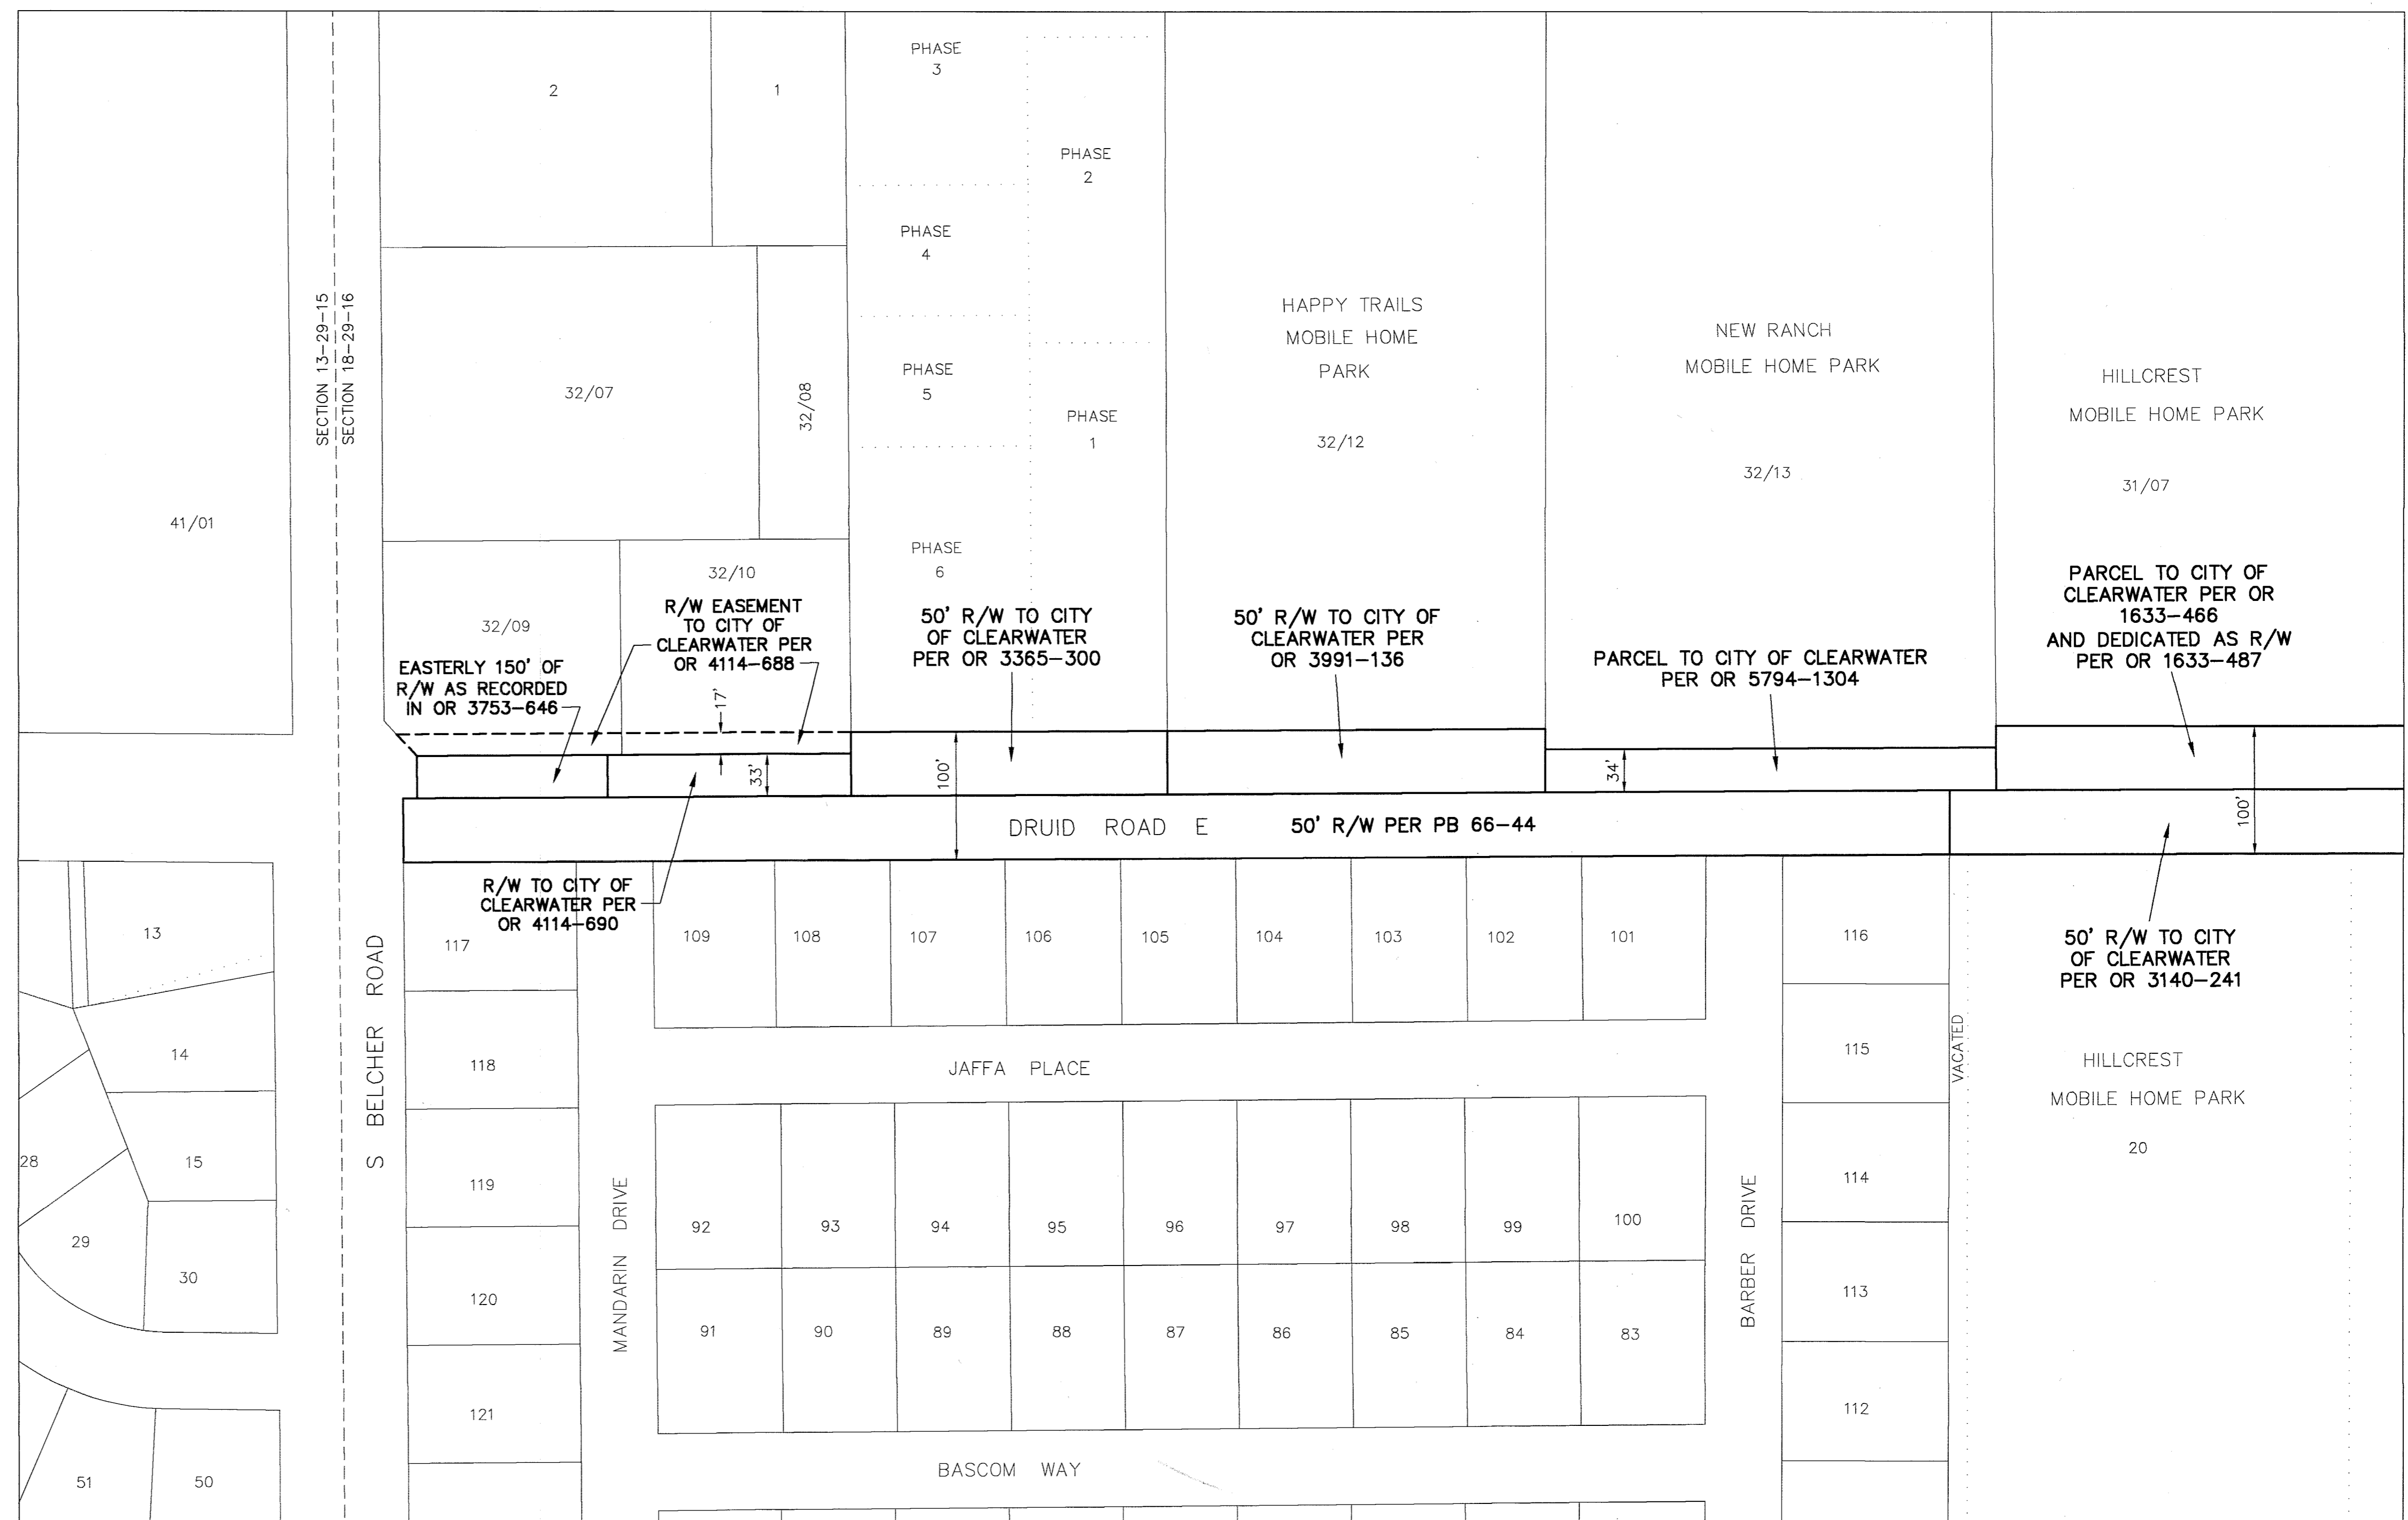 2
1
PHASE
3
PHASE
2
PHASE
4
SECTION 13-29-15
SECTION 18-29-16
32/07
32/08
PHASE
5
PHASE
1
HAPPY TRAILS
MOBILE HOME
PARK
32/12
NEW RANCH
MOBILE HOME PARK
32/13
HILLCREST
MOBILE HOME PARK
31/07
41/01
PHASE
6
32/09
32/10
EASTERLY 150' OF
R/W AS RECORDED
IN OR 3753-646
R/W EASEMENT
TO CITY OF
CLEARWATER PER
OR 4114-688
17'
50' R/W TO CITY
OF CLEARWATER
PER OR 3365-300
50' R/W TO CITY OF
CLEARWATER PER
OR 3991-136
PARCEL TO CITY OF CLEARWATER
PER OR 5794-1304
PARCEL TO CITY OF
CLEARWATER PER OR
1633-466
AND DEDICATED AS R/W
PER OR 1633-487
33'
100'
34'
100'
DRUID ROAD E
50' R/W PER PB 66-44
R/W TO CITY OF
CLEARWATER PER
OR 4114-690
50' R/W TO CITY
OF CLEARWATER
PER OR 3140-241
13
117
109
108
107
106
105
104
103
102
101
116
S BELCHER ROAD
14
118
JAFFA PLACE
115
VACATED
HILLCREST
MOBILE HOME PARK
20
28
15
119
MANDARIN DRIVE
92
93
94
95
96
97
98
99
100
BARBER DRIVE
114
29
30
120
91
90
89
88
87
86
85
84
83
113
121
112
51
50
BASCOM WAY